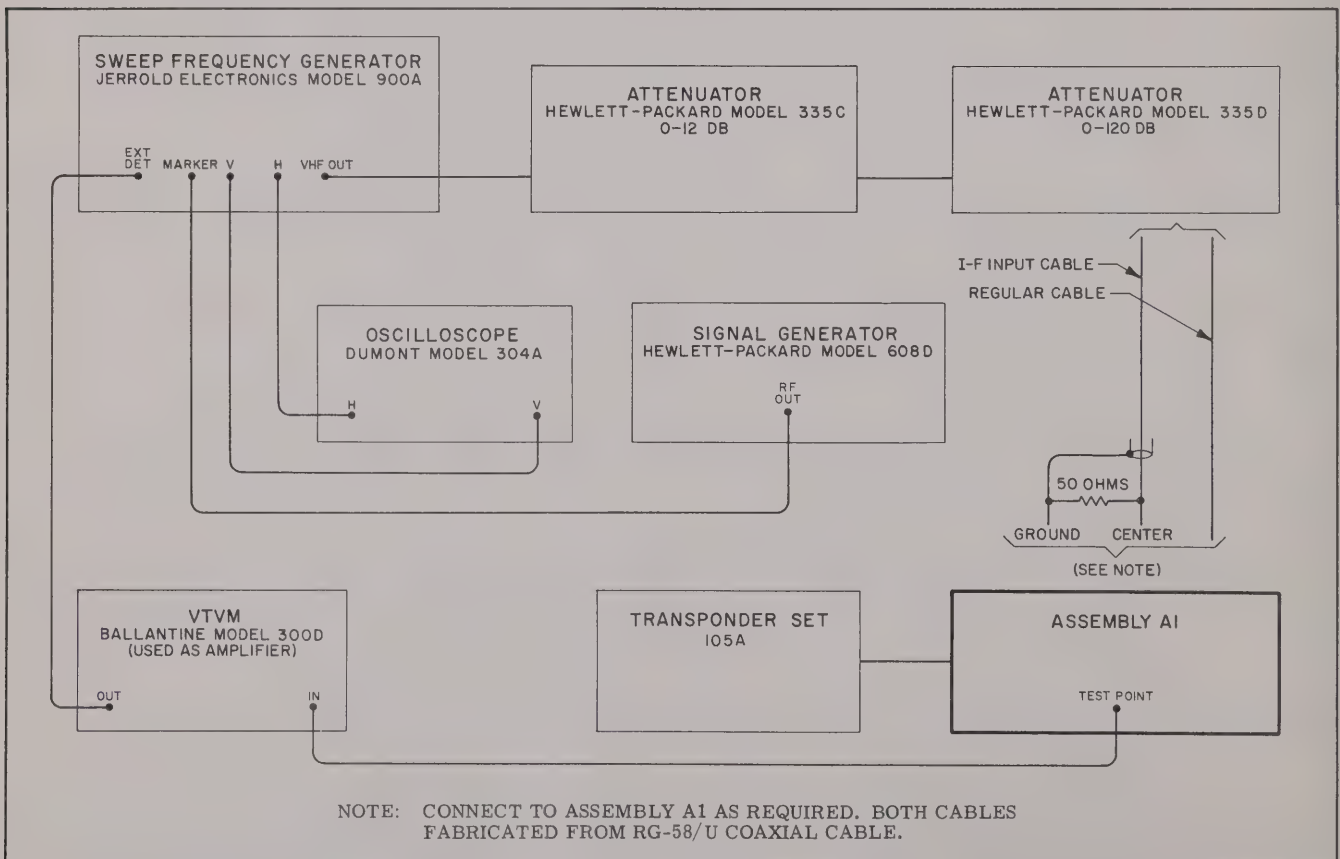 SWEEP FREQUENCY GENERATOR
JERROLD ELECTRONICS MODEL 900A
EXT
DET
MARKER
V
H
VHF OUT
ATTENUATOR
HEWLETT-PACKARD MODEL 335C
0-12 DB
ATTENUATOR
HEWLETT-PACKARD MODEL 335D
0-120 DB
I-F INPUT CABLE
REGULAR CABLE
OSCILLOSCOPE
DUMONT MODEL 304A
H
V
SIGNAL GENERATOR
HEWLETT-PACKARD MODEL 608D
RF
OUT
50 OHMS
GROUND
CENTER
(SEE NOTE)
VTVM
BALLANTINE MODEL 300D
(USED AS AMPLIFIER)
OUT
IN
TRANSPONDER SET
105A
ASSEMBLY A1
TEST POINT
NOTE: CONNECT TO ASSEMBLY A1 AS REQUIRED. BOTH CABLES
FABRICATED FROM RG-58/U COAXIAL CABLE.